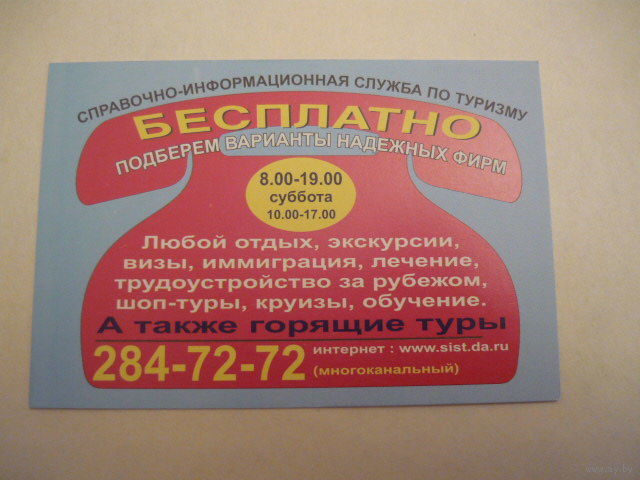 СПРАВОЧНО-ИНФОРМАЦИОННАЯ СЛУЖБА ПО ТУРИЗМУ
БЕСПЛАТНО
ПОДБЕРЕМ ВАРИАНТЫ НАДЕЖНЫХ ФИРМ
8.00-19.00
суббота
10.00-17.00
Любой отдых, экскурсии,
визы, иммиграция, лечение,
трудоустройство за рубежом,
шоп-туры, круизы, обучение.
А также горящие туры
284-72-72 интернет : www.sist.da.ru
(многоканальный)